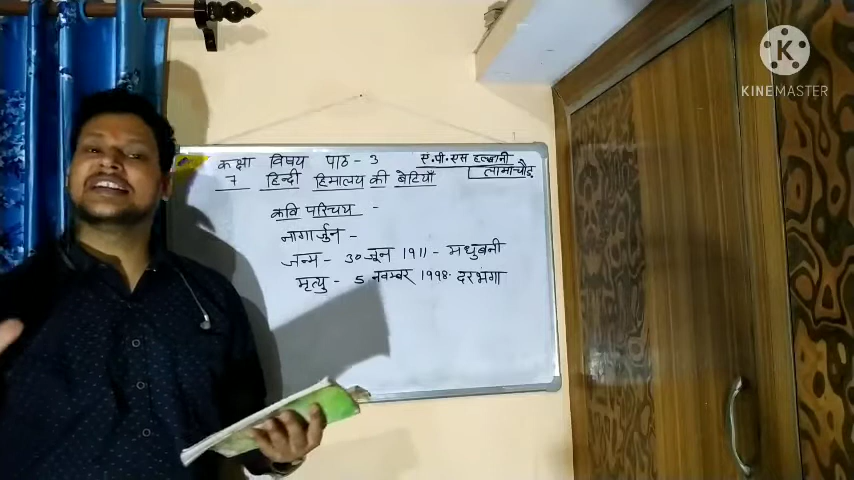 K
KINEMASTER
कक्षा विषय पाठ - 3 सं.पी.एस हल्द्वानी
7 हिन्दी हिमालय की बेटियाँ लामाचौड़
कवि परिचय -
नागार्जुन -
जन्म - 30 जून 1911 - मधुबनी
मृत्यु - 5 नवम्बर 1998. दरभंगा